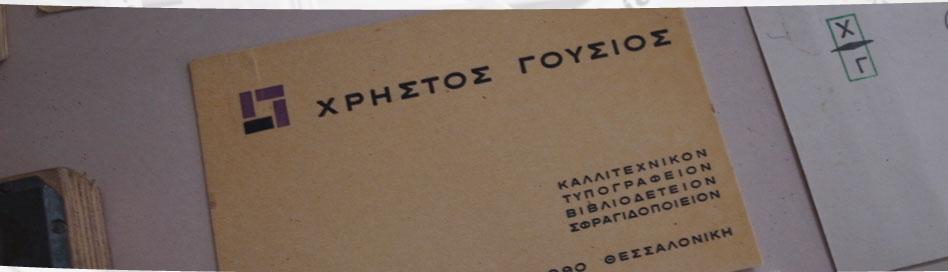 ΧΡΗΣΤΟΣ ΓΟΥΣΙΟΣ
ΚΑΛΛΙΤΕΧΝΙΚΟΝ
ΤΥΠΟΓΡΑΦΕΙΟΝ
ΒΙΒΛΙΟΔΕΤΕΙΟΝ
ΣΦΡΑΓΙΔΟΠΟΙΕΙΟΝ
ΘΕΣΣΑΛΟΝΙΚΗ
Χ
Γ